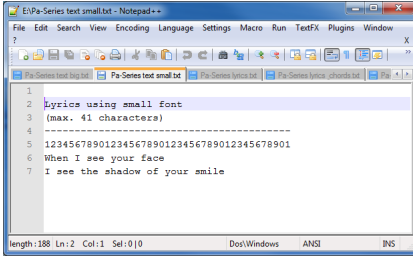 E:\Pa-Series text small.txt - Notepad++
File Edit Search View Encoding Language Settings Macro Run TextFX Plugins Window
? X
Pa-Series text big.txt Pa-Series text small.txt Pa-Series lyrics.txt Pa-Series lyrics_chords.txt Pa
1
2 Lyrics using small font
3 (max. 41 characters)
4 -----------------------------------------
5 12345678901234567890123456789012345678901
6 When I see your face
7 I see the shadow of your smile
length:188 Ln:2 Col:1 Sel:0|0 Dos\Windows ANSI INS